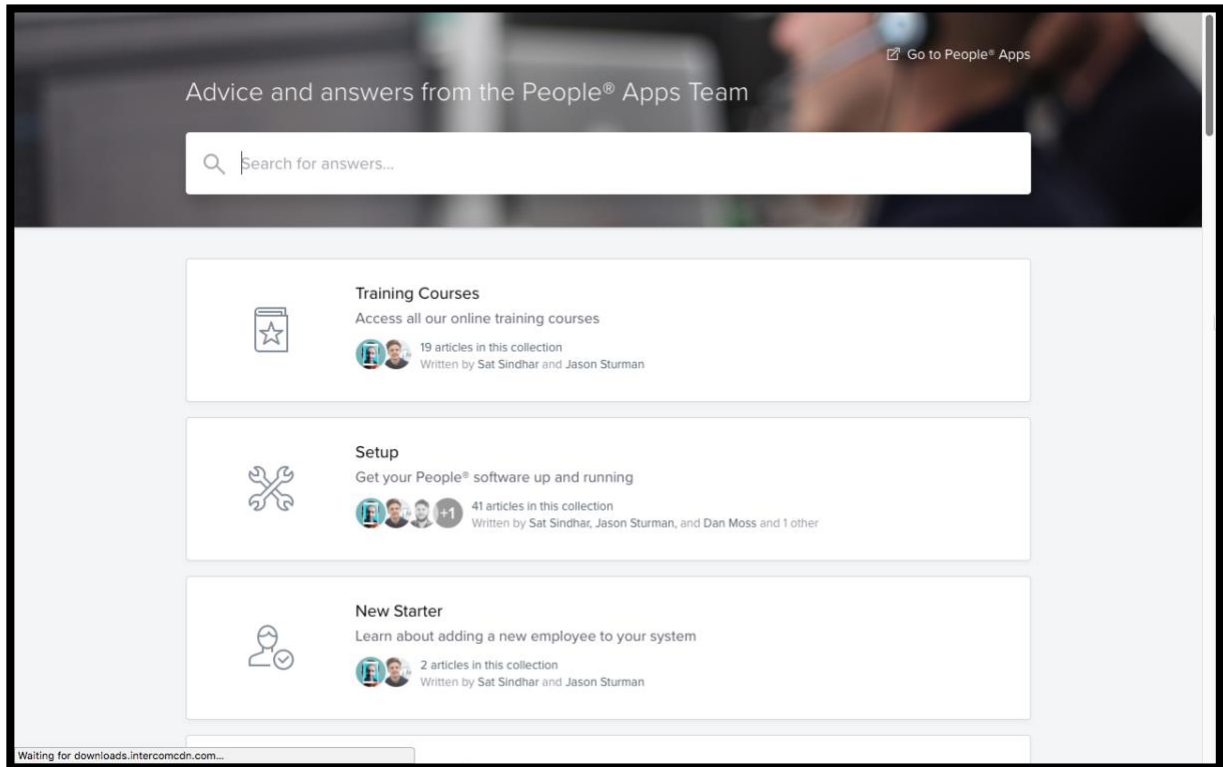 Go to People® Apps
Advice and answers from the People® Apps Team
Search for answers...
Training Courses
Access all our online training courses
19 articles in this collection
Written by Sat Sindhar and Jason Sturman
Setup
Get your People® software up and running
+1
41 articles in this collection
Written by Sat Sindhar, Jason Sturman, and Dan Moss and 1 other
New Starter
Learn about adding a new employee to your system
2 articles in this collection
Written by Sat Sindhar and Jason Sturman
Waiting for downloads.intercomcdn.com...